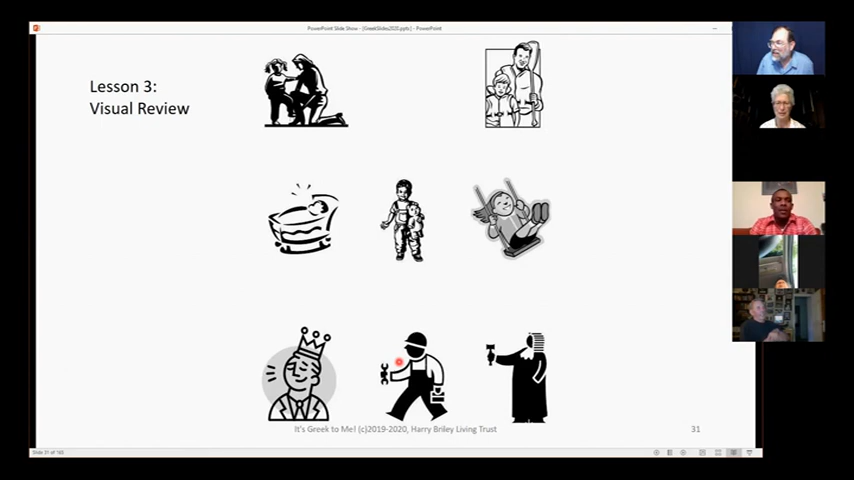 PowerPoint Slide Show - [GreekSlides2020.pptx] - PowerPoint
Lesson 3:
Visual Review
It's Greek to Me! (c)2019-2020, Harry Briley Living Trust
31
Slide 31 of 165